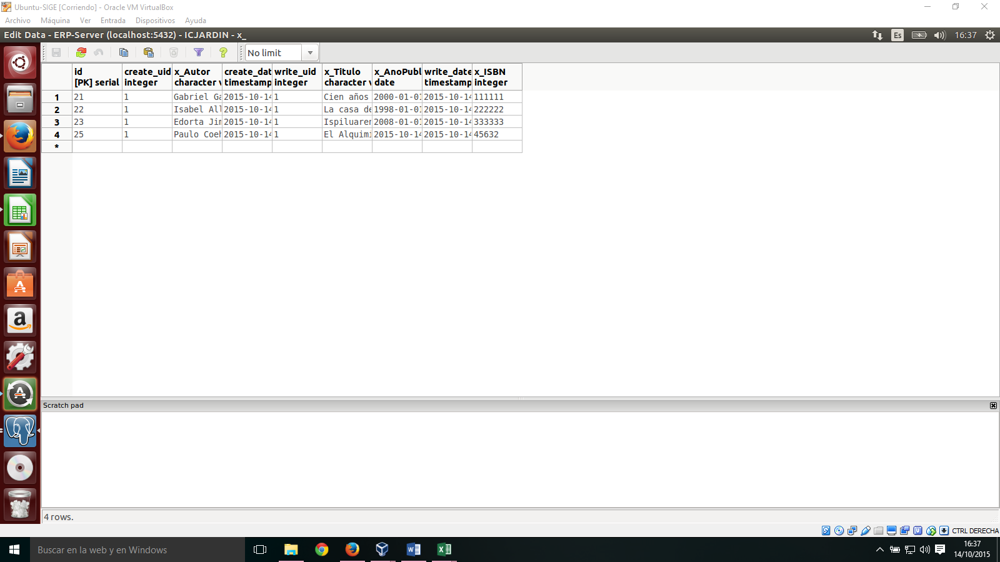 Ubuntu-SIGE [Corriendo] - Oracle VM VirtualBox
Archivo Máquina Ver Entrada Dispositivos Ayuda
Edit Data - ERP-Server (localhost:5432) - ICJARDIN - x_
Es 16:37
No limit
id create_uid x_Autor create_dat write_uid x_Titulo x_AnoPubl write_date x_ISBN
[PK] serial integer character v timestamp integer character v date timestamp integer
1 21 1 Gabriel Ga 2015-10-14 1 Cien años 2000-01-01 2015-10-14 111111
2 22 1 Isabel All 2015-10-14 1 La casa de 1998-01-01 2015-10-14 222222
3 23 1 Edorta Jim 2015-10-14 1 Ispiluaren 2008-01-01 2015-10-14 333333
4 25 1 Paulo Coeh 2015-10-14 1 El Alquimi 2015-10-14 2015-10-14 45632
*
Scratch pad
4 rows.
CTRL DERECHA
Buscar en la web y en Windows
16:37
14/10/2015